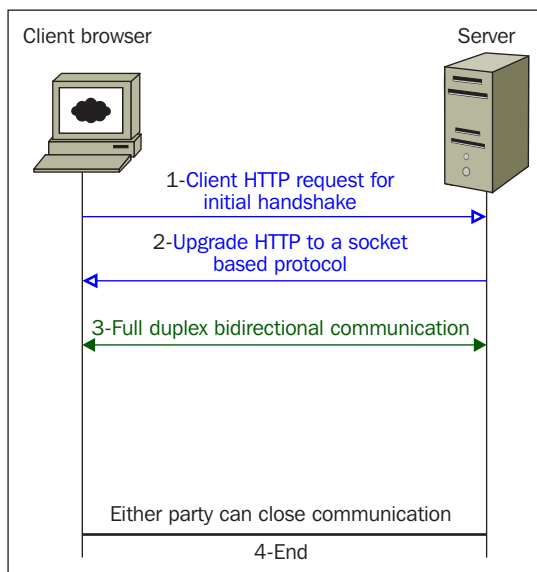 Client browser
Server
1-Client HTTP request for
initial handshake
2-Upgrade HTTP to a socket
based protocol
3-Full duplex bidirectional communication
Either party can close communication
4-End